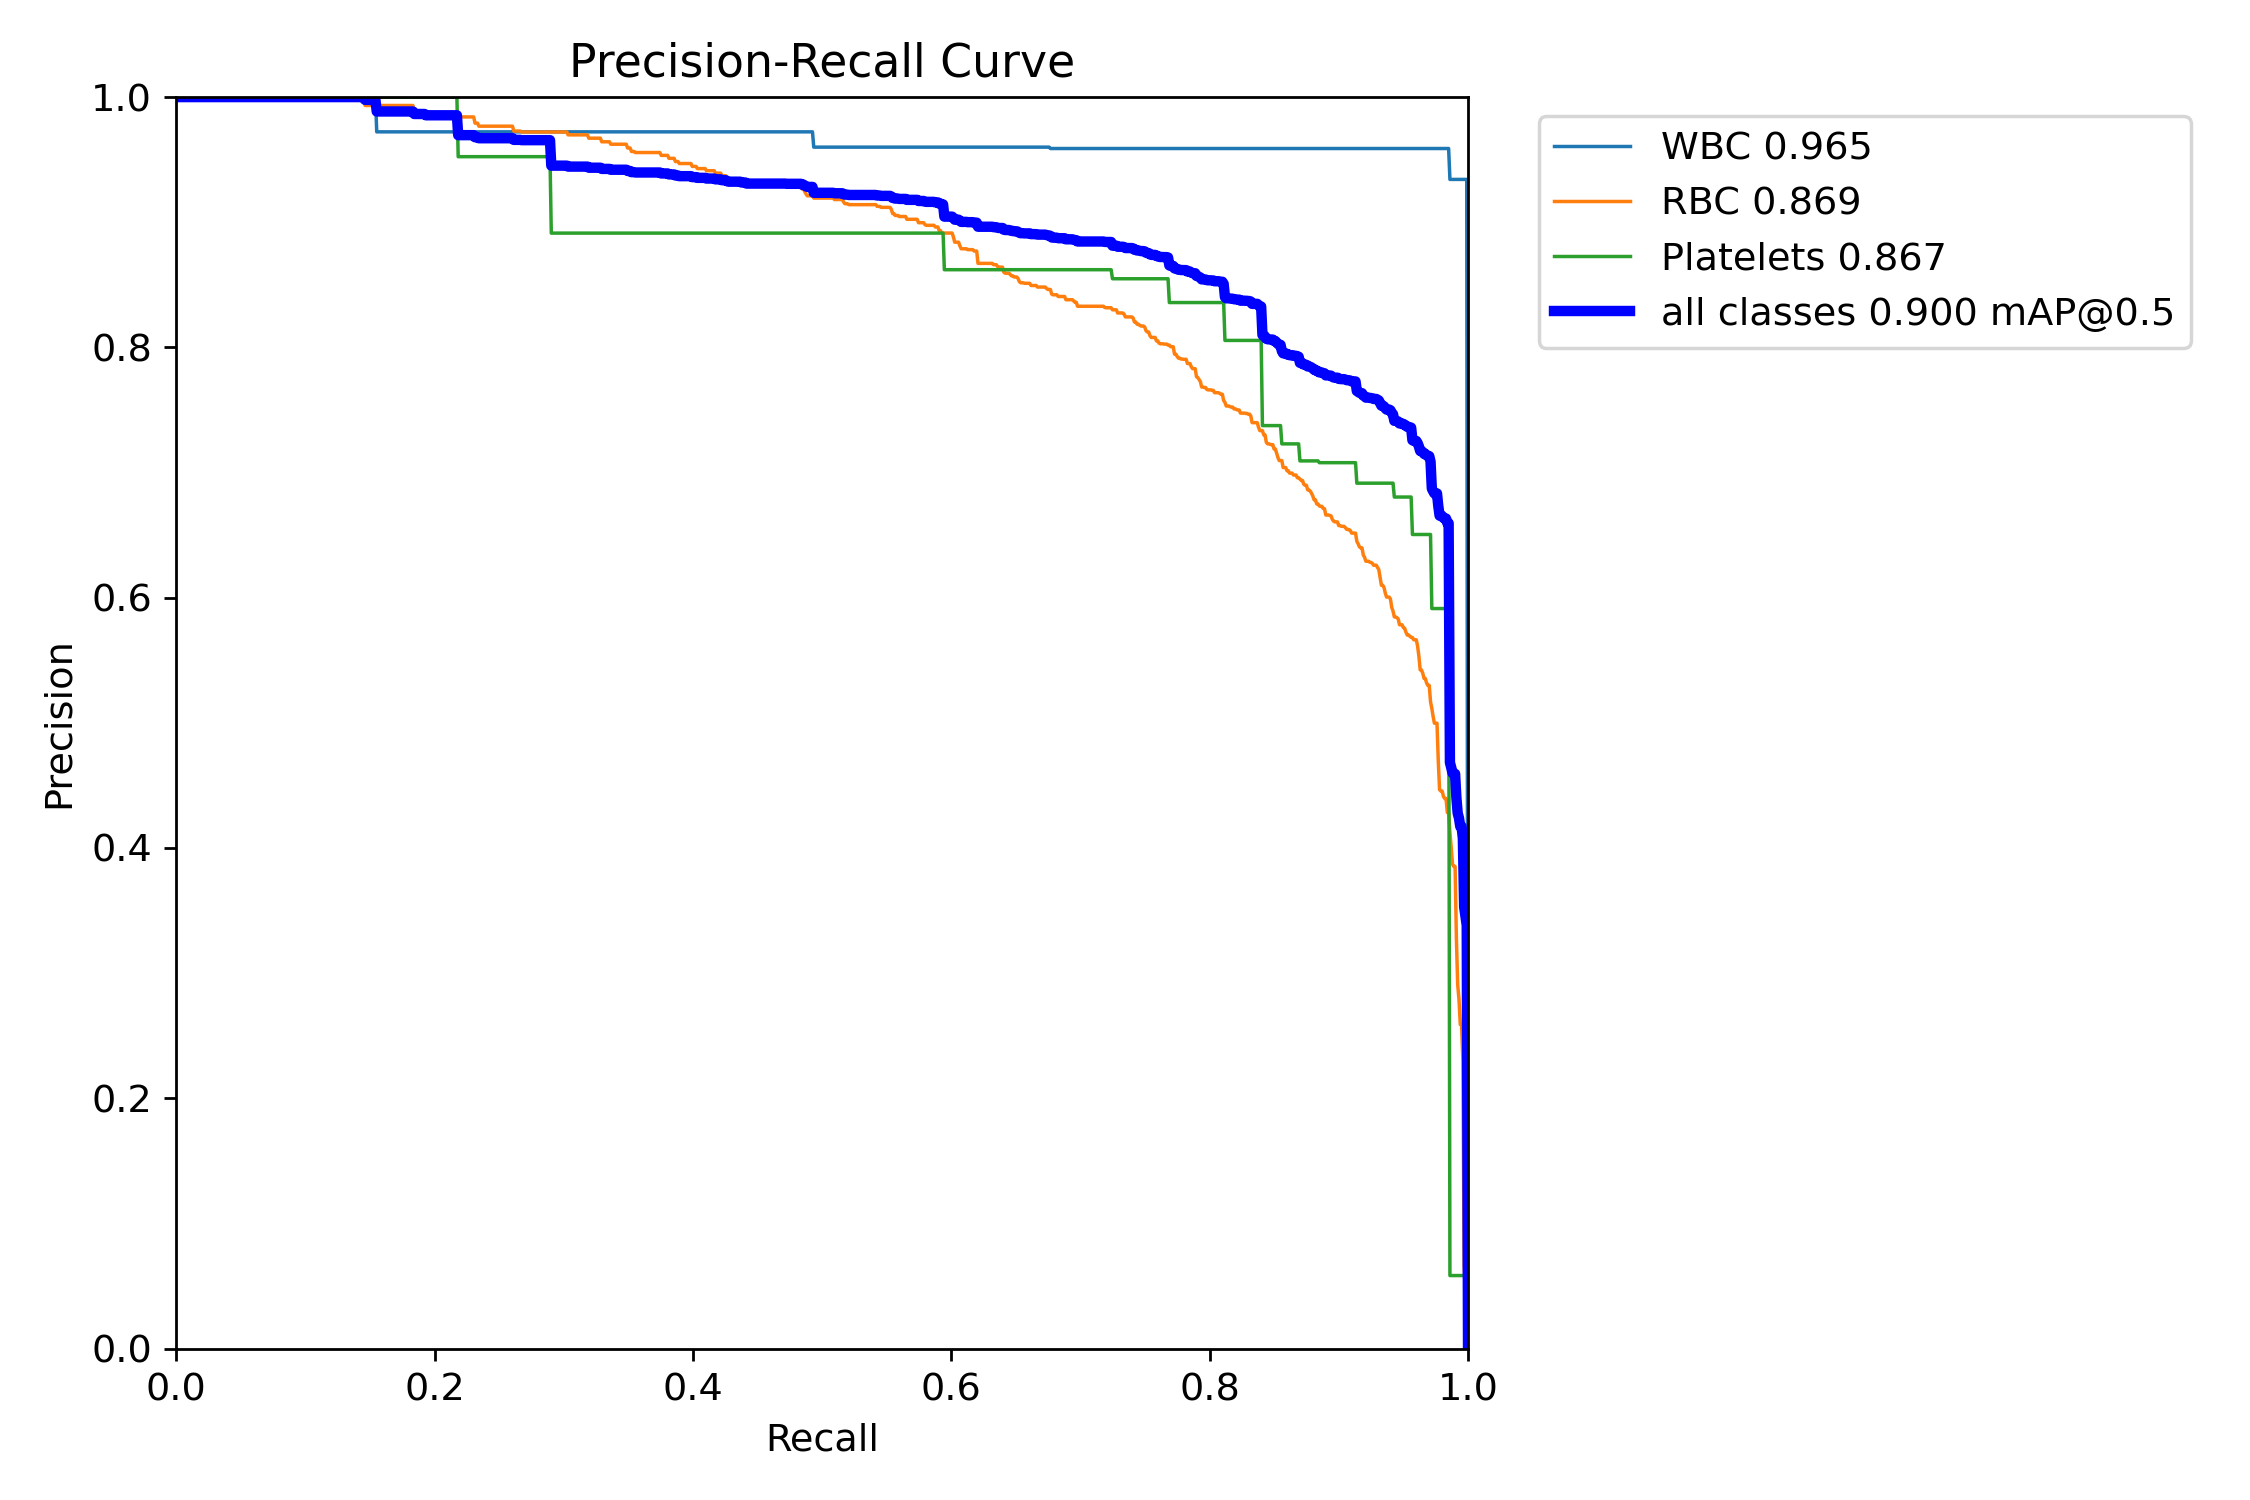 Precision-Recall Curve
1.0
0.8
0.6
0.4
0.2
0.0
Precision
0.0 0.2 0.4 0.6 0.8 1.0
Recall
WBC 0.965
RBC 0.869
Platelets 0.867
all classes 0.900 mAP@0.5